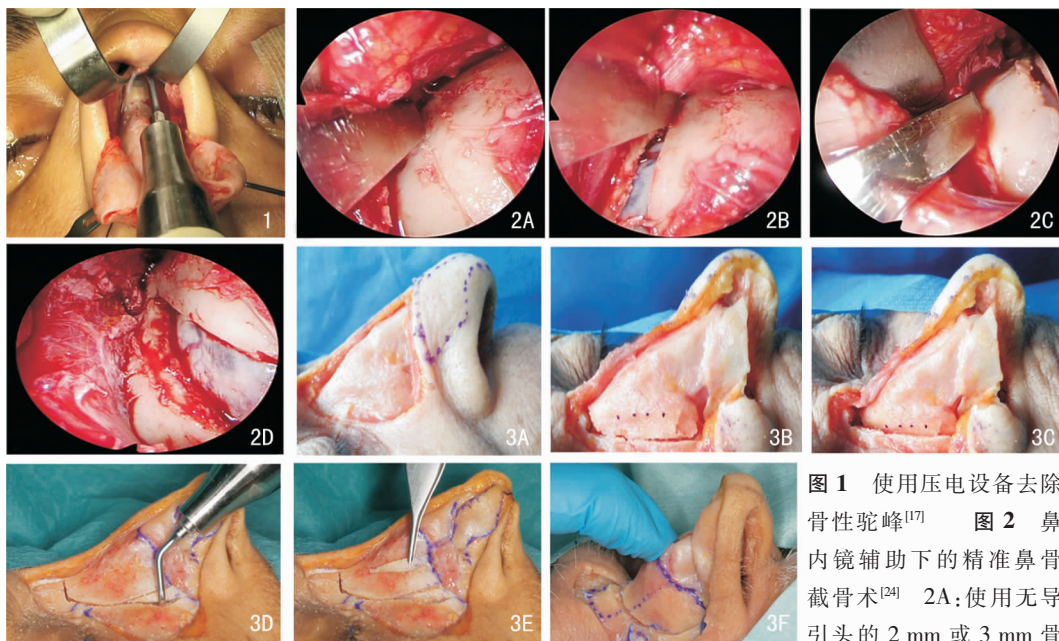 1
2A
2B
2C
2D
3A
3B
3C
3D
3E
3F
图 1 使用压电设备去除
骨性驼峰[17] 图 2 鼻
内镜辅助下的精准鼻骨
截骨术[24] 2A:使用无导
引头的 2 mm 或 3 mm 骨